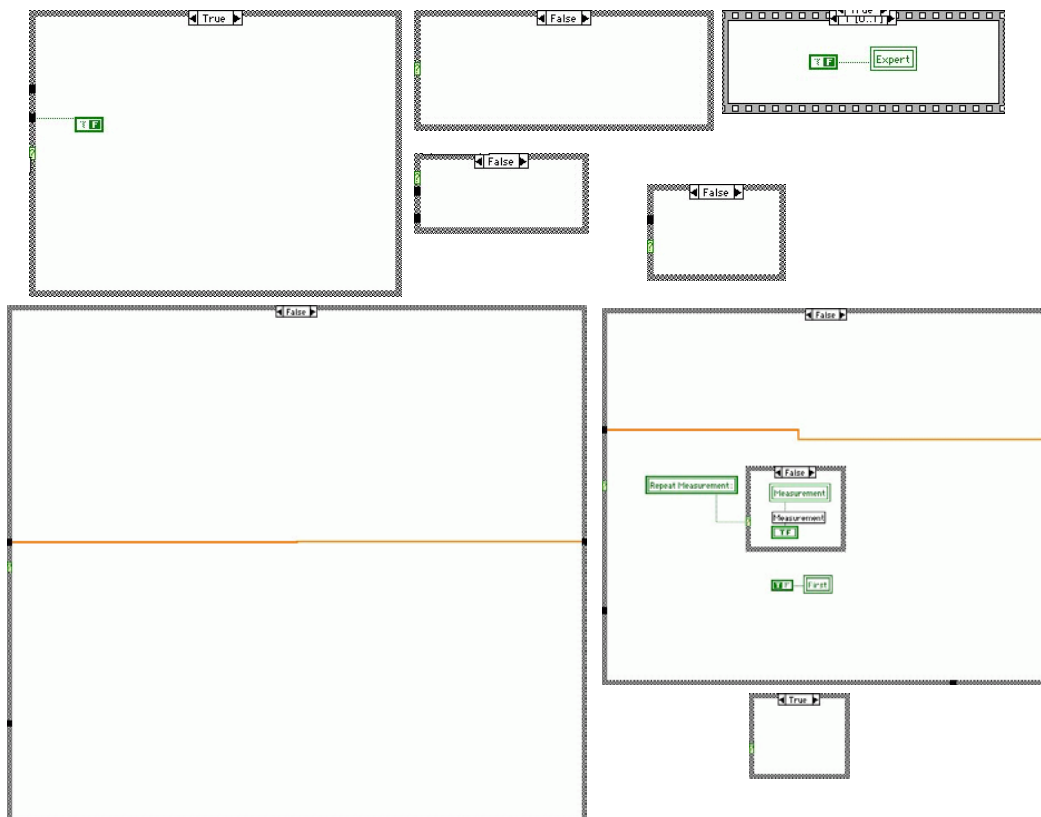 True
False
T F
Expert
T F
False
False
False
False
Repeat Measurement:
False
Measurement
Measurement
T F
T F
First
True